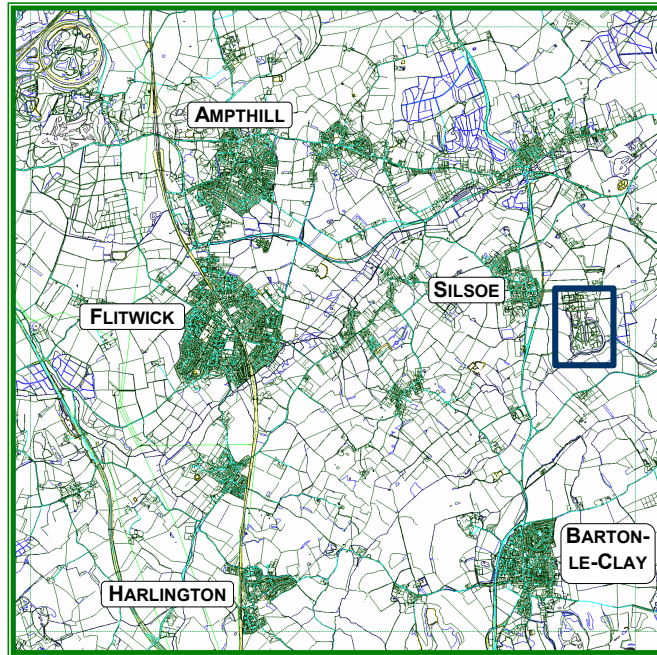 AMPTHILL
SILSOE
FLITWICK
BARTON-
LE-CLAY
HARLINGTON